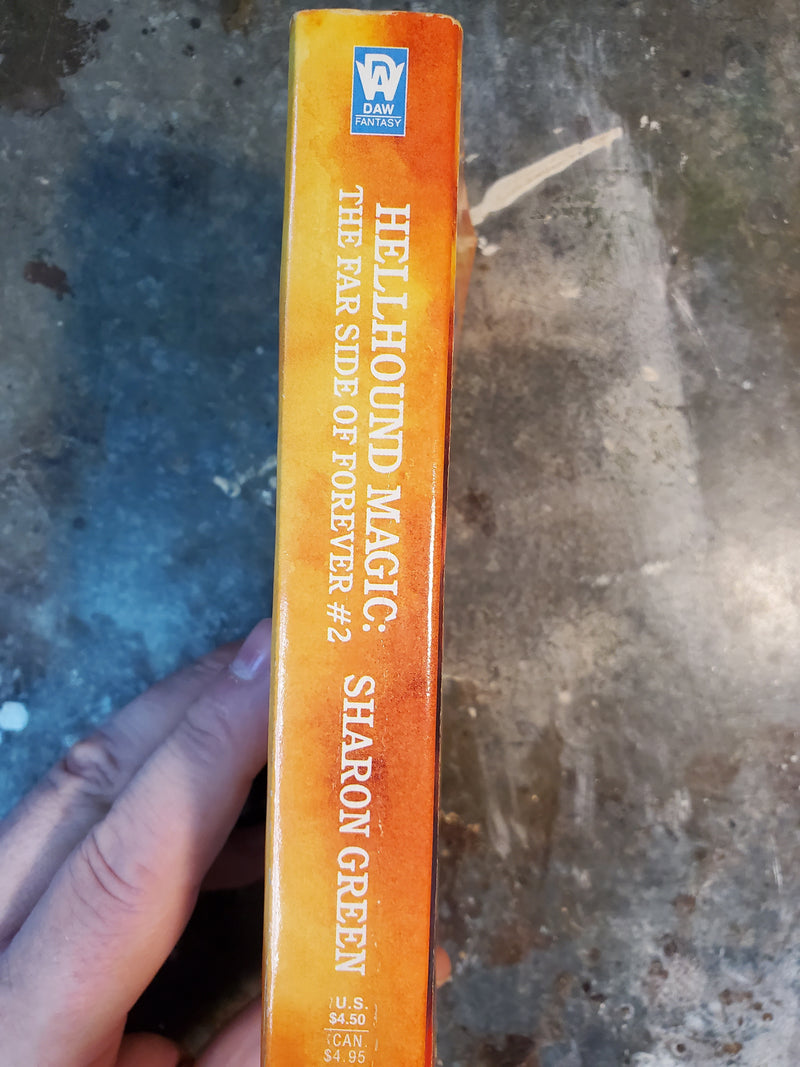 DAW
FANTASY
HELLHOUND MAGIC:
THE FAR SIDE OF FOREVER #2
SHARON GREEN
U.S.
$4.50
CAN.
$4.95